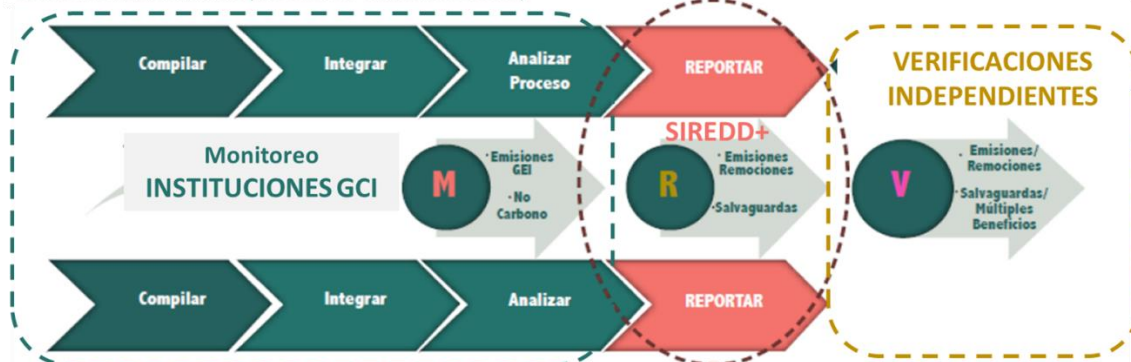 Compilar
Integrar
Analizar
Proceso
REPORTAR
VERIFICACIONES
INDEPENDIENTES
Monitoreo
INSTITUCIONES GCI
M
·Emisiones
GEI
·No
Carbono
SIREDD+
R
·Emisiones
Remociones
·Salvaguardas
V
·Emisiones/
Remociones
·Salvaguardas/
Múltiples
Beneficios
Compilar
Integrar
Analizar
REPORTAR